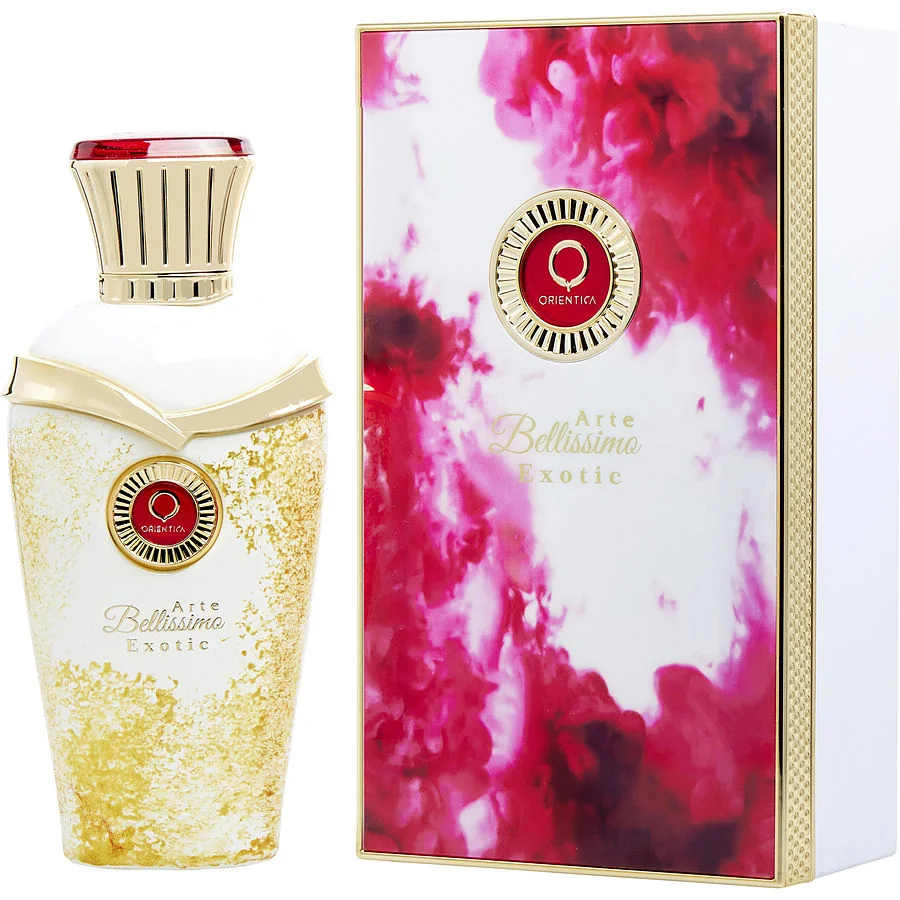 ORIENTICA
Arte
Bellissimo
Exotic
ORIENTICA
Arte
Bellissimo
Exotic